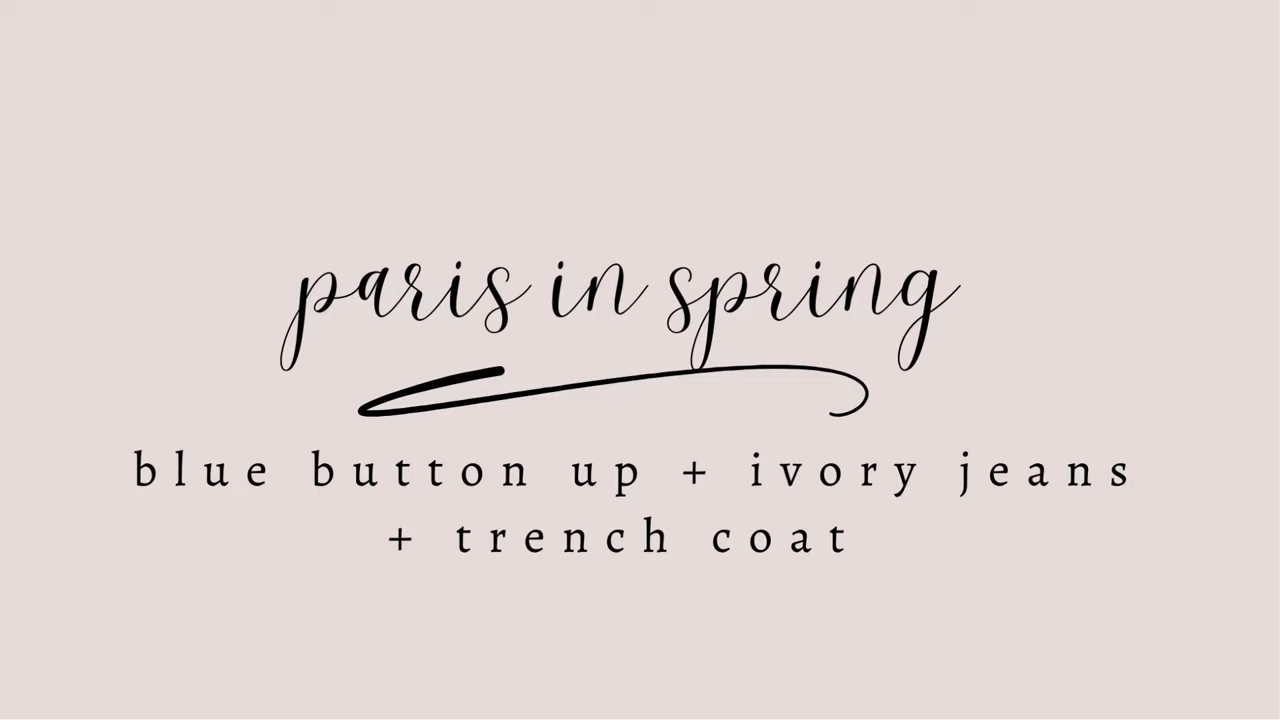 paris in spring
blue button up + ivory jeans
+ trench coat